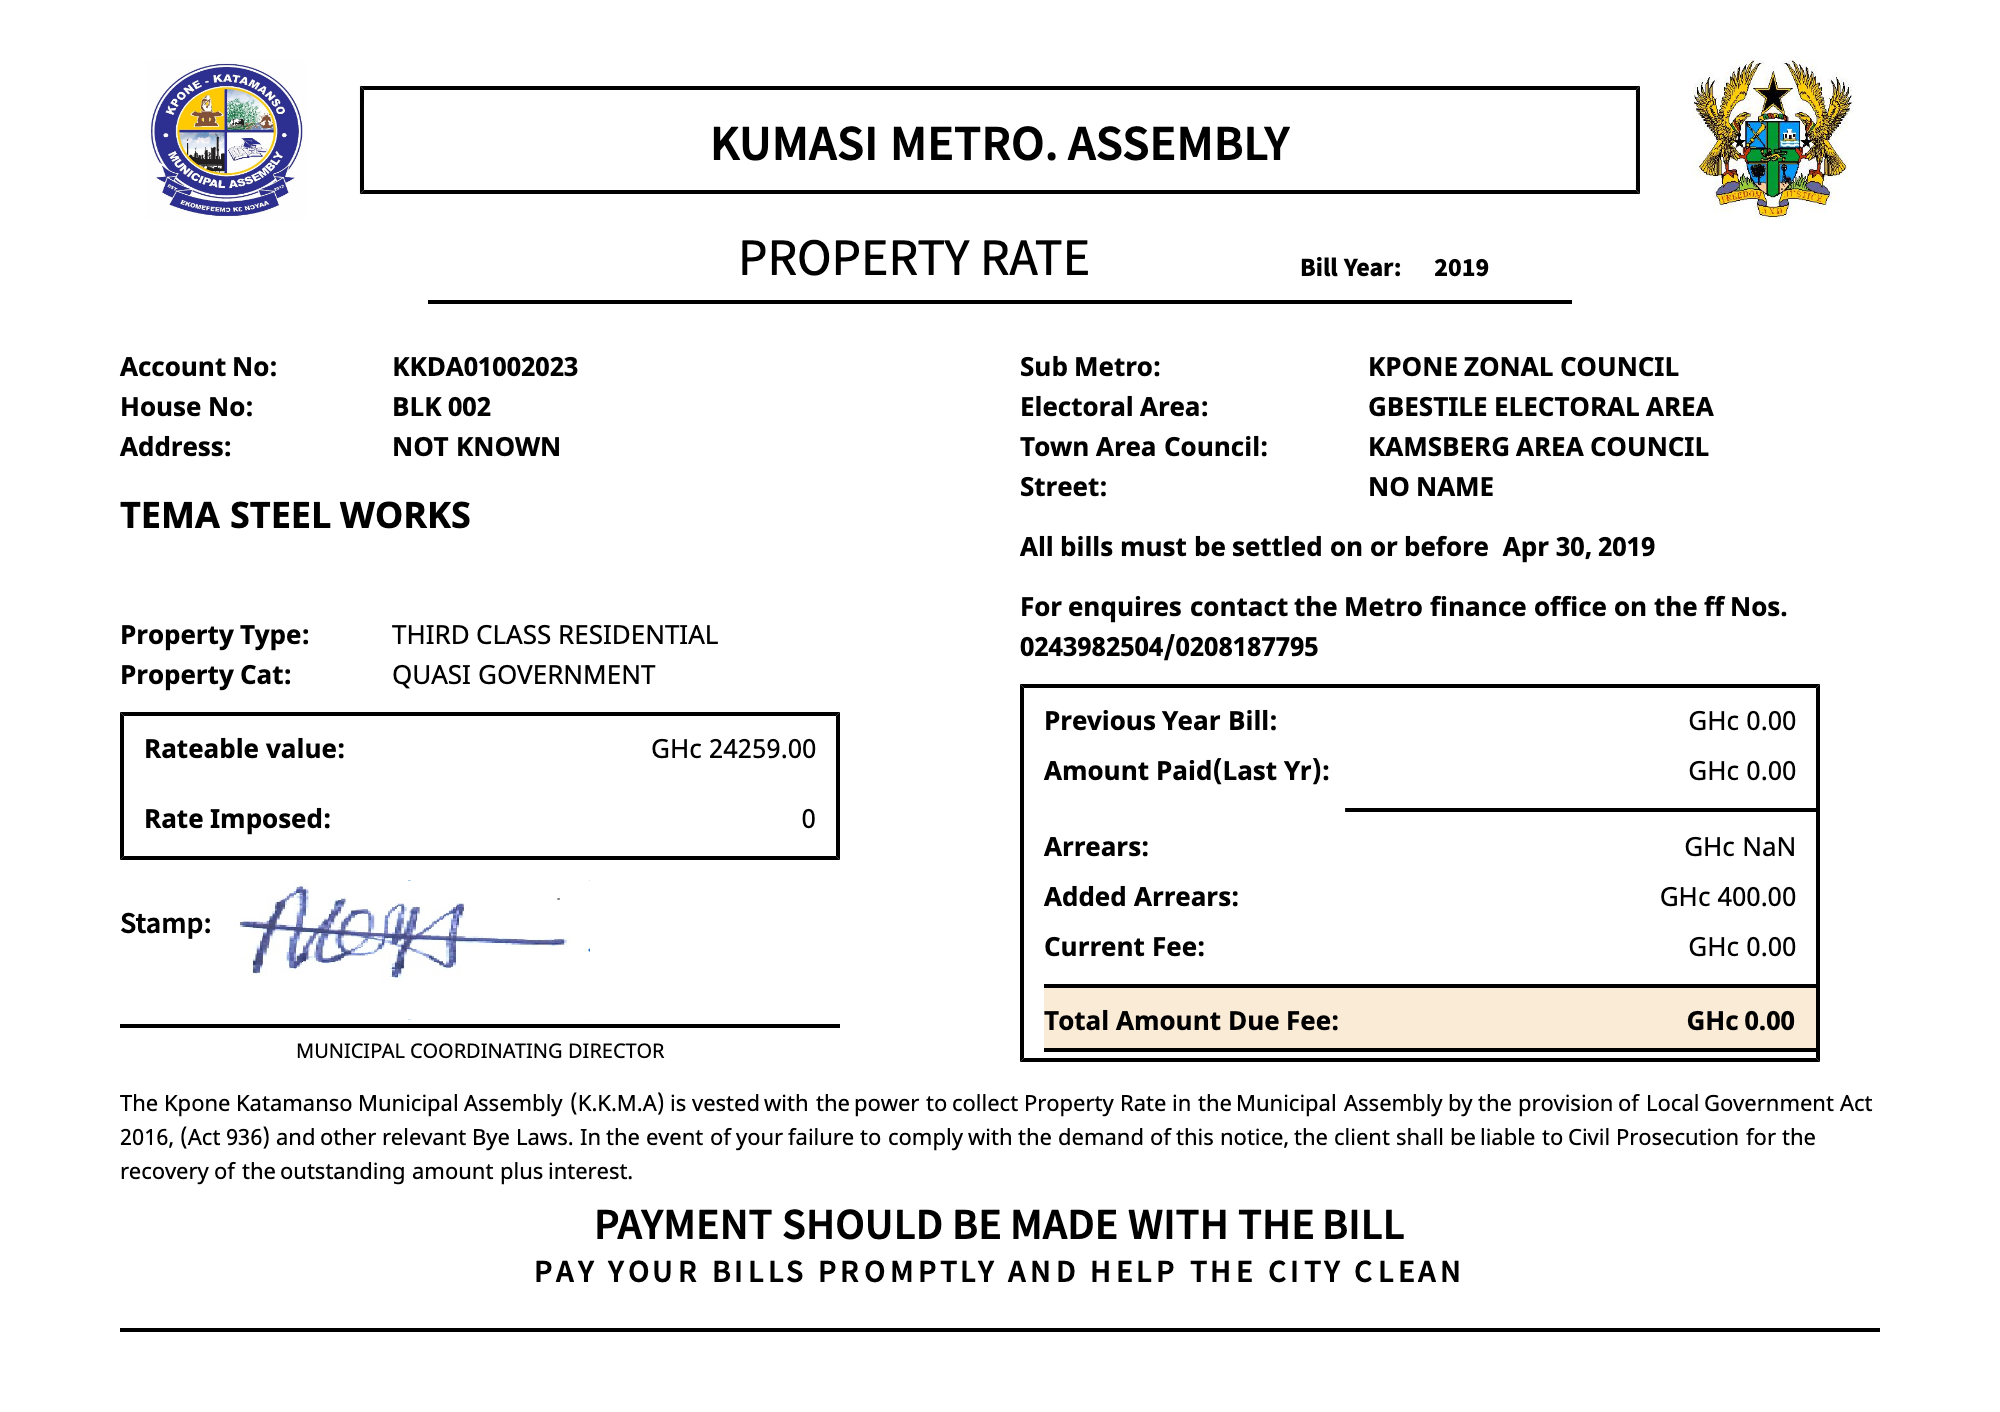 KPONE - KATAMANSO
MUNICIPAL ASSEMBLY
EKOMEFEEMƆ KƐ NƆYAA
KUMASI METRO. ASSEMBLY
PROPERTY RATE
Bill Year: 2019
Account No: KKDA01002023
House No: BLK 002
Address: NOT KNOWN
TEMA STEEL WORKS
Property Type: THIRD CLASS RESIDENTIAL
Property Cat: QUASI GOVERNMENT
Rateable value: GHc 24259.00
Rate Imposed: 0
Stamp:
MUNICIPAL COORDINATING DIRECTOR
Sub Metro: KPONE ZONAL COUNCIL
Electoral Area: GBESTILE ELECTORAL AREA
Town Area Council: KAMSBERG AREA COUNCIL
Street: NO NAME
All bills must be settled on or before Apr 30, 2019
For enquires contact the Metro finance office on the ff Nos.
0243982504/0208187795
Previous Year Bill: GHc 0.00
Amount Paid(Last Yr): GHc 0.00
Arrears: GHc NaN
Added Arrears: GHc 400.00
Current Fee: GHc 0.00
Total Amount Due Fee: GHc 0.00
The Kpone Katamanso Municipal Assembly (K.K.M.A) is vested with the power to collect Property Rate in the Municipal Assembly by the provision of Local Government Act
2016, (Act 936) and other relevant Bye Laws. In the event of your failure to comply with the demand of this notice, the client shall be liable to Civil Prosecution for the
recovery of the outstanding amount plus interest.
PAYMENT SHOULD BE MADE WITH THE BILL
PAY YOUR BILLS PROMPTLY AND HELP THE CITY CLEAN